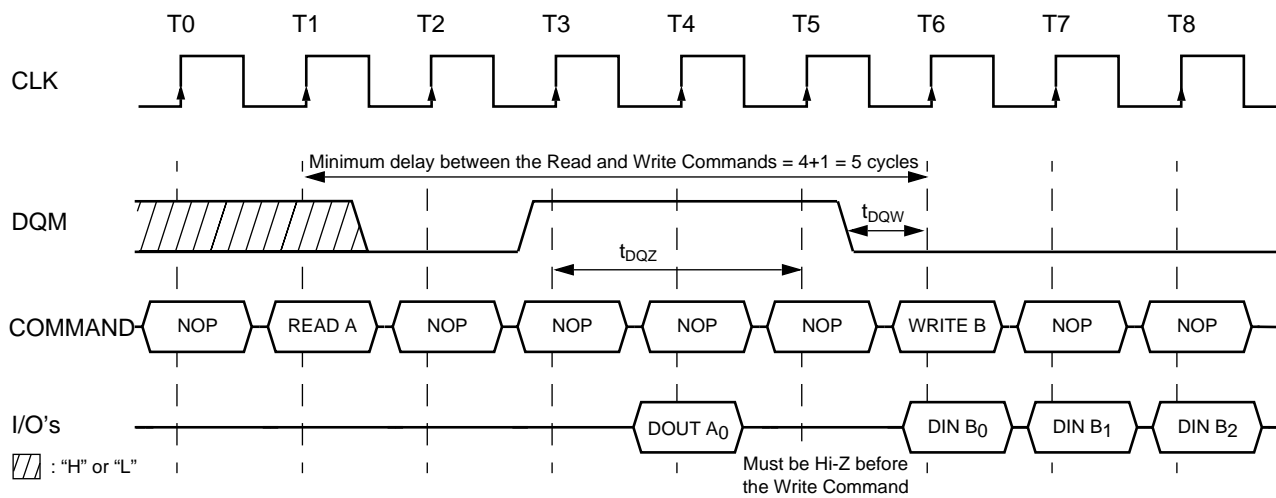 T0 T1 T2 T3 T4 T5 T6 T7 T8
CLK
Minimum delay between the Read and Write Commands = 4+1 = 5 cycles
DQM
tDQW
tDQZ
COMMAND NOP READ A NOP NOP NOP NOP WRITE B NOP NOP
I/O's DOUT A0 DIN B0 DIN B1 DIN B2
: “H” or “L”
Must be Hi-Z before
the Write Command